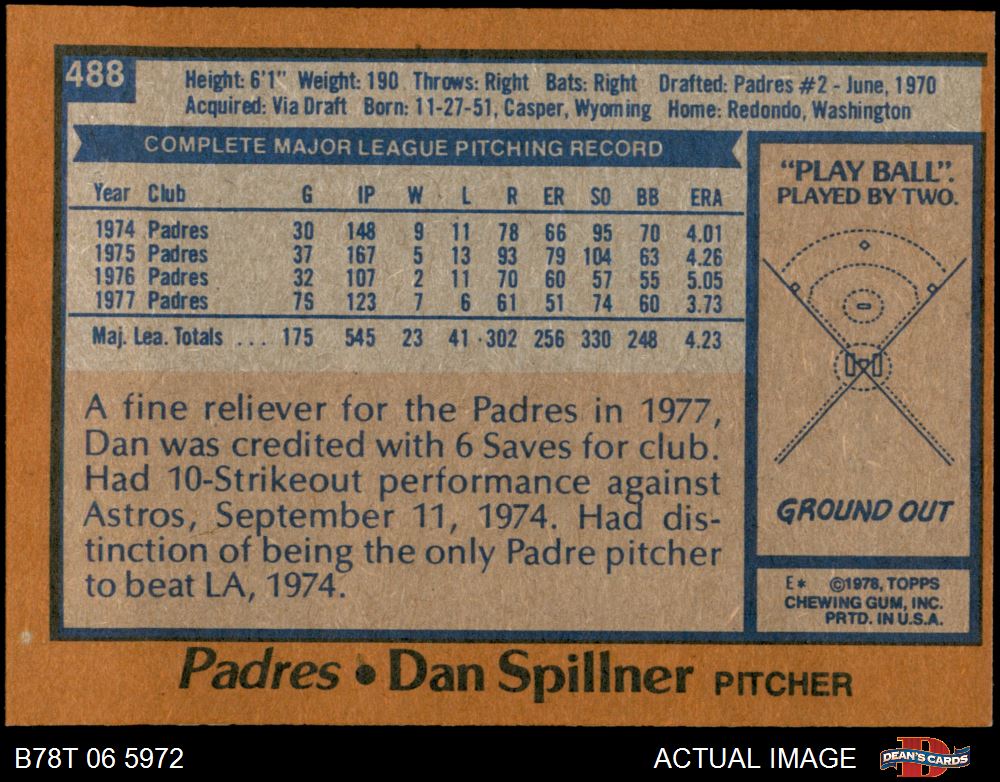 488
Height: 6'1" Weight: 190 Throws: Right Bats: Right Drafted: Padres #2 - June, 1970
Acquired: Via Draft Born: 11-27-51, Casper, Wyoming Home: Redondo, Washington
COMPLETE MAJOR LEAGUE PITCHING RECORD
Year Club G IP W L R ER SO BB ERA
1974 Padres 30 148 9 11 78 66 95 70 4.01
1975 Padres 37 167 5 13 93 79 104 63 4.26
1976 Padres 32 107 2 11 70 60 57 55 5.05
1977 Padres 76 123 7 6 61 51 74 60 3.73
Maj. Lea. Totals ... 175 545 23 41 302 256 330 248 4.23
A fine reliever for the Padres in 1977,
Dan was credited with 6 Saves for club.
Had 10-Strikeout performance against
Astros, September 11, 1974. Had dis-
tinction of being the only Padre pitcher
to beat LA, 1974.
"PLAY BALL".
PLAYED BY TWO.
GROUND OUT
E* ©1978, TOPPS
CHEWING GUM, INC.
PRTD. IN U.S.A.
Padres • Dan Spillner PITCHER
B78T 06 5972
ACTUAL IMAGE
D
DEAN'S CARDS